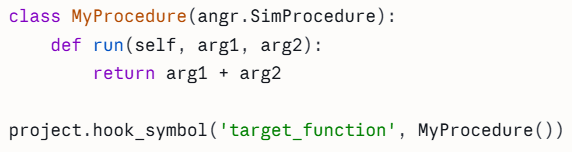 class MyProcedure(angr.SimProcedure):
    def run(self, arg1, arg2):
        return arg1 + arg2

project.hook_symbol('target_function', MyProcedure())